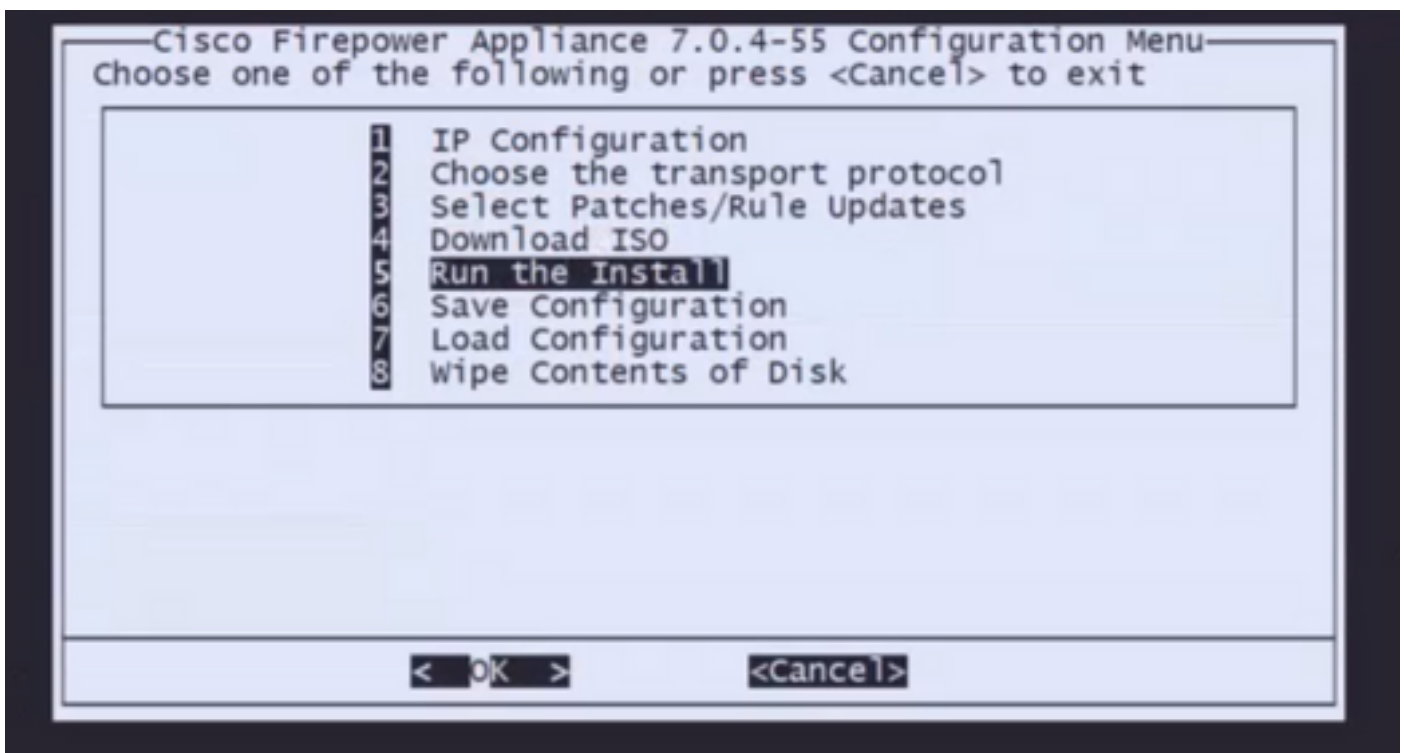 Cisco Firepower Appliance 7.0.4-55 Configuration Menu
Choose one of the following or press <Cancel> to exit
1 IP Configuration
2 Choose the transport protocol
3 Select Patches/Rule Updates
4 Download ISO
5 Run the Install
6 Save Configuration
7 Load Configuration
8 Wipe Contents of Disk
< OK > <Cancel>